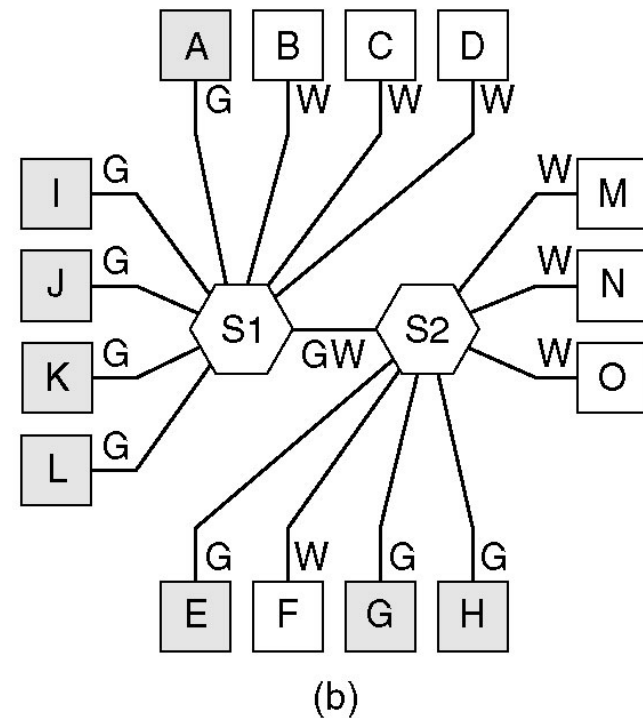 A B C D
G W W W
I G
W M
J G
W N
S1 S2
GW
K G
W O
L G
G W G G
E F G H
(b)